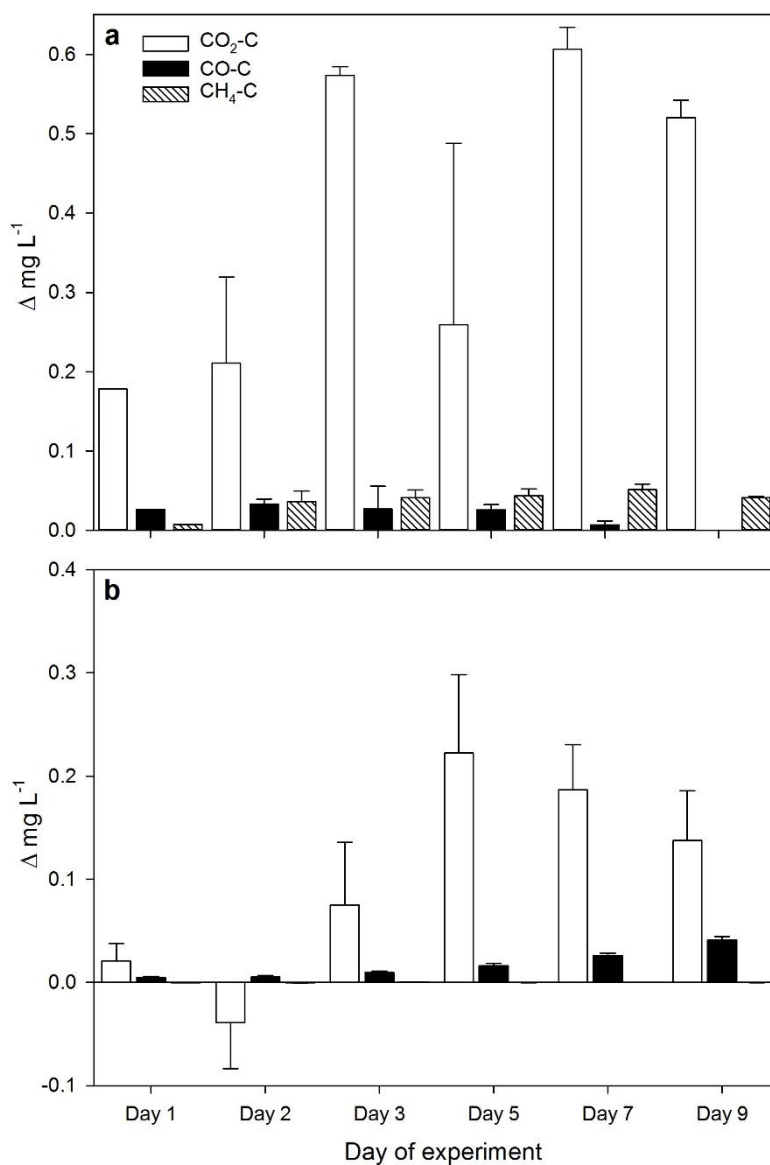 a
CO₂-C
CO-C
CH₄-C
0.6
0.5
0.4
0.3
0.2
0.1
0.0
Δ mg L⁻¹
b
0.4
0.3
0.2
0.1
0.0
-0.1
Δ mg L⁻¹
Day 1 Day 2 Day 3 Day 5 Day 7 Day 9
Day of experiment